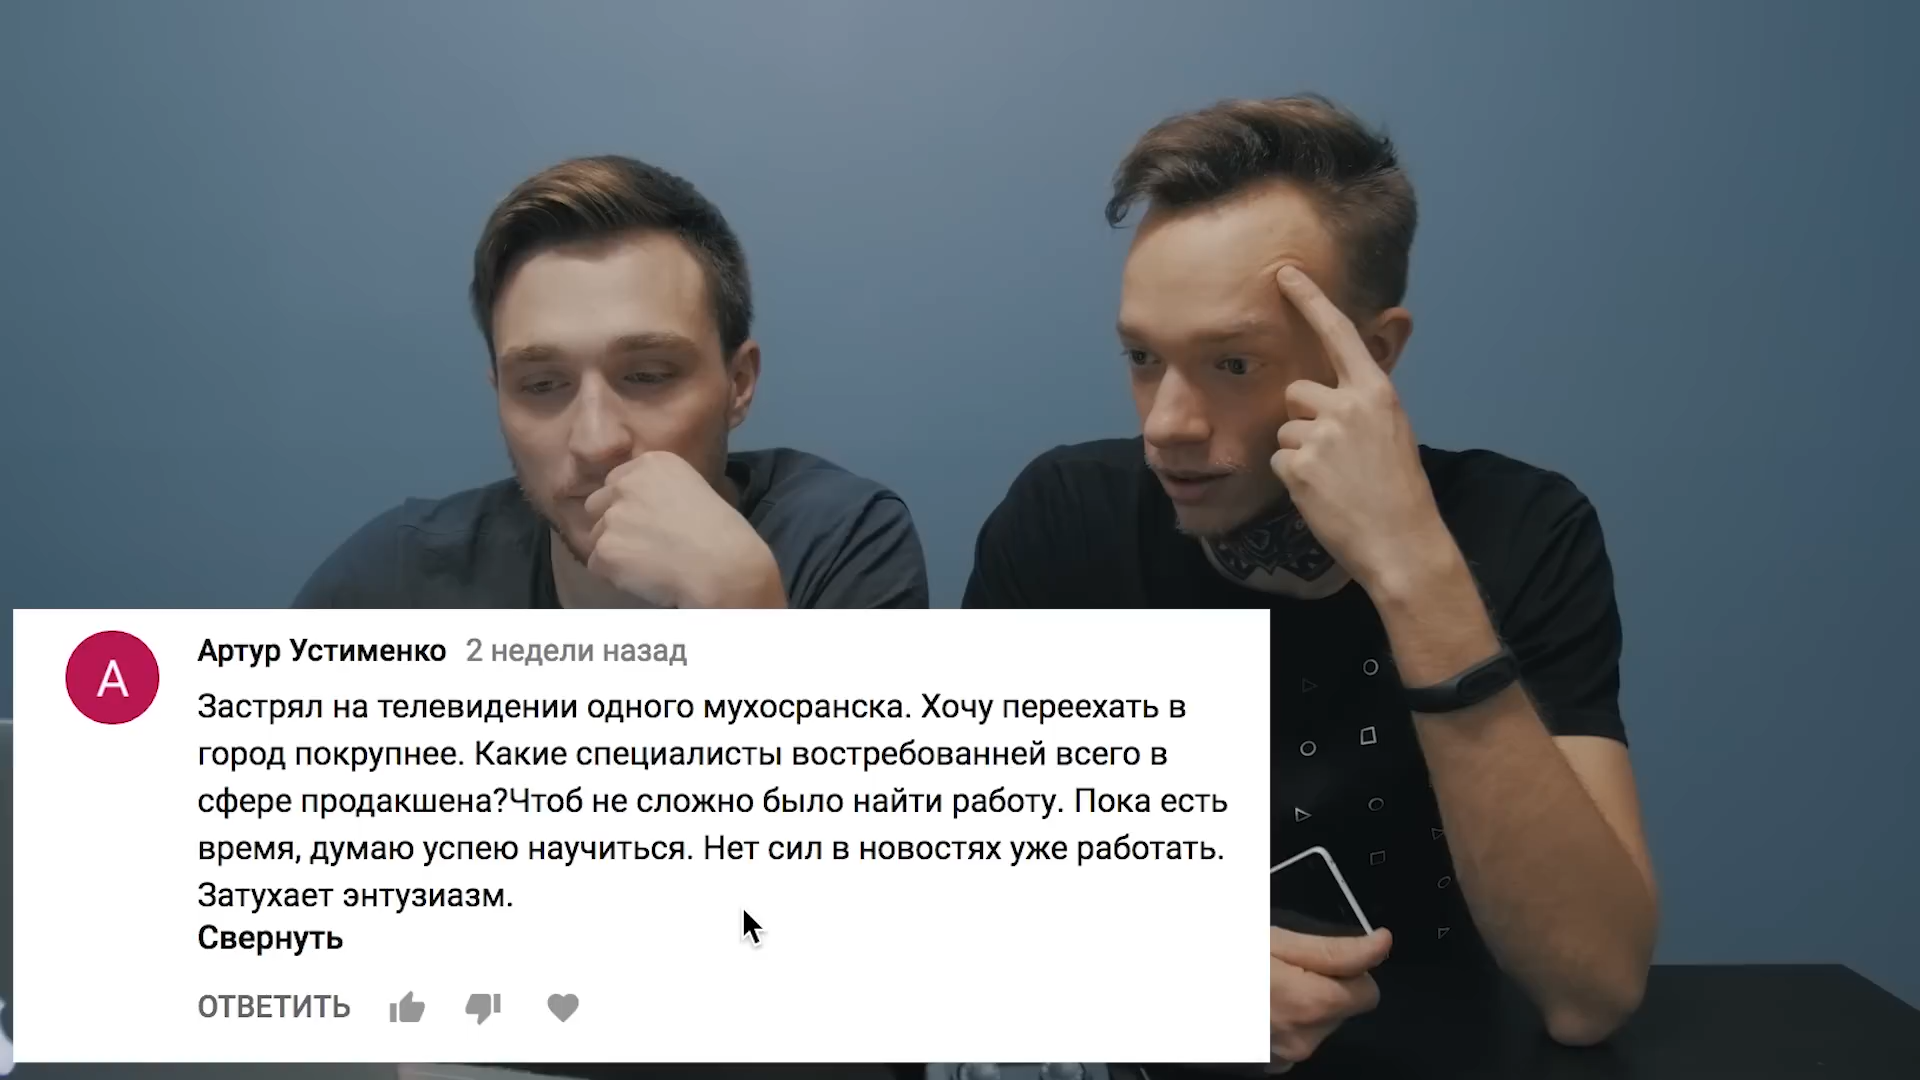 А
Артур Устименко 2 недели назад
Застрял на телевидении одного мухосранска. Хочу переехать в
город покрупнее. Какие специалисты востребованней всего в
сфере продакшена?Чтоб не сложно было найти работу. Пока есть
время, думаю успею научиться. Нет сил в новостях уже работать.
Затухает энтузиазм.
Свернуть
ОТВЕТИТЬ